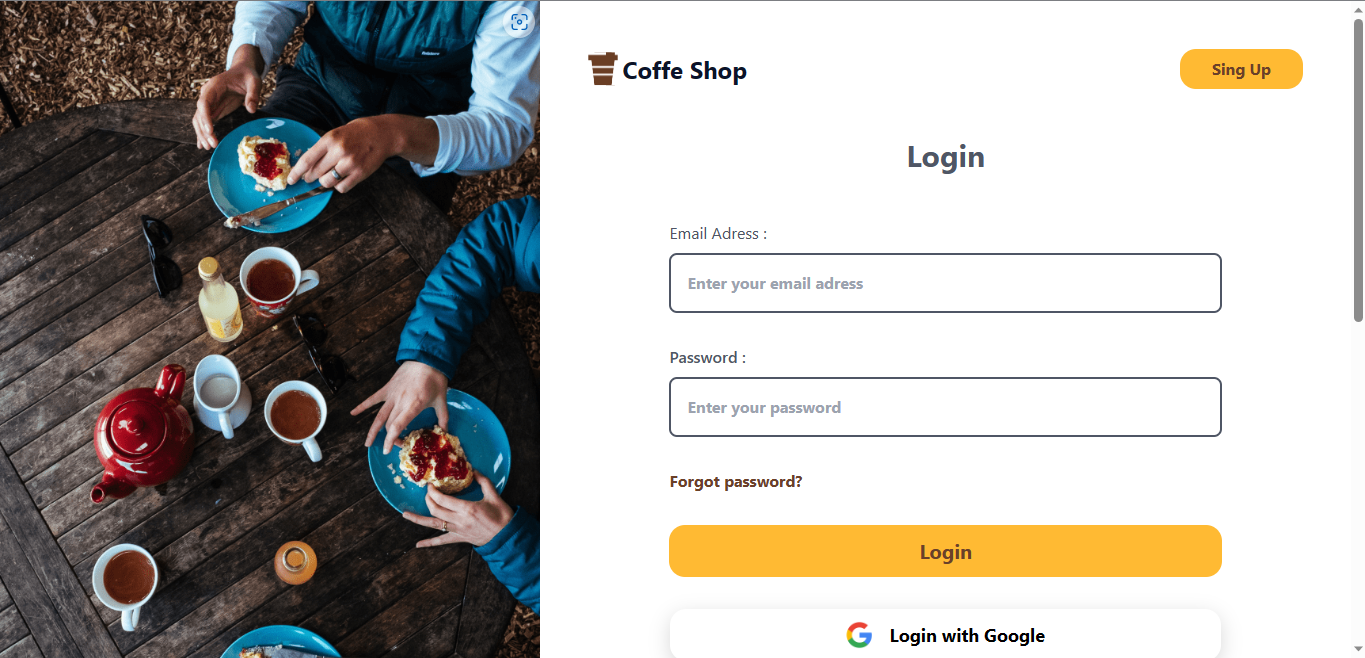 Coffe Shop
Sing Up
Login
Email Adress :
Enter your email adress
Password :
Enter your password
Forgot password?
Login
Login with Google